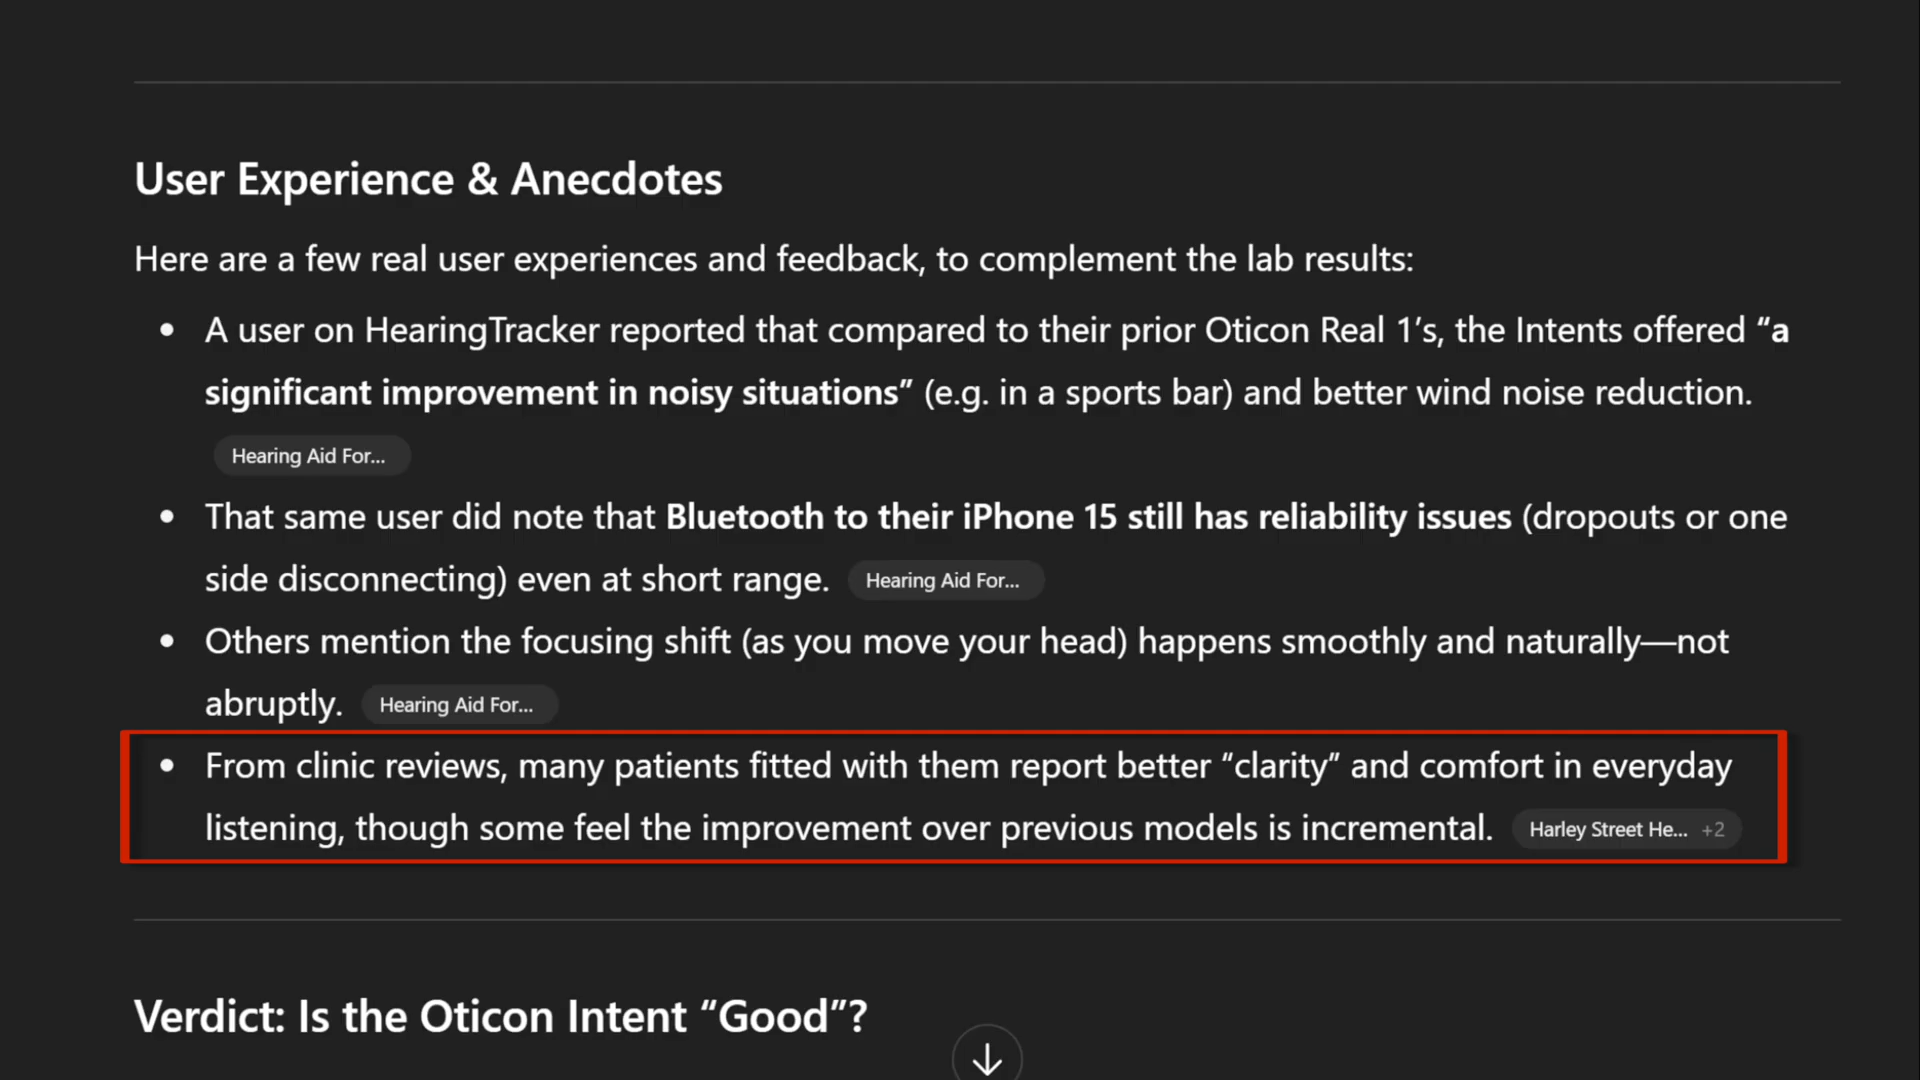 User Experience & Anecdotes
Here are a few real user experiences and feedback, to complement the lab results:
• A user on HearingTracker reported that compared to their prior Oticon Real 1’s, the Intents offered “a
significant improvement in noisy situations” (e.g. in a sports bar) and better wind noise reduction.
Hearing Aid For...
• That same user did note that Bluetooth to their iPhone 15 still has reliability issues (dropouts or one
side disconnecting) even at short range. Hearing Aid For...
• Others mention the focusing shift (as you move your head) happens smoothly and naturally—not
abruptly. Hearing Aid For...
• From clinic reviews, many patients fitted with them report better “clarity” and comfort in everyday
listening, though some feel the improvement over previous models is incremental. Harley Street He... +2
Verdict: Is the Oticon Intent “Good”?